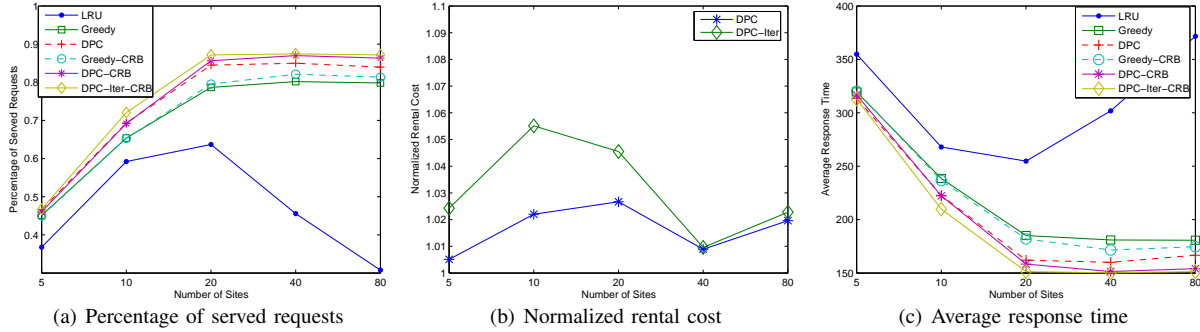 LRU
Greedy
DPC
Greedy-CRB
DPC-CRB
DPC-Iter-CRB
Percentage of Served Requests
1
0.9
0.8
0.7
0.6
0.5
0.4
5
10
20
40
80
Number of Sites
(a) Percentage of served requests
DPC
DPC-Iter
Normalized Rental Cost
1.1
1.09
1.08
1.07
1.06
1.05
1.04
1.03
1.02
1.01
1
5
10
20
40
80
Number of Sites
(b) Normalized rental cost
LRU
Greedy
DPC
Greedy-CRB
DPC-CRB
DPC-Iter-CRB
Average Response Time
400
350
300
250
200
150
5
10
20
40
80
Number of Sites
(c) Average response time